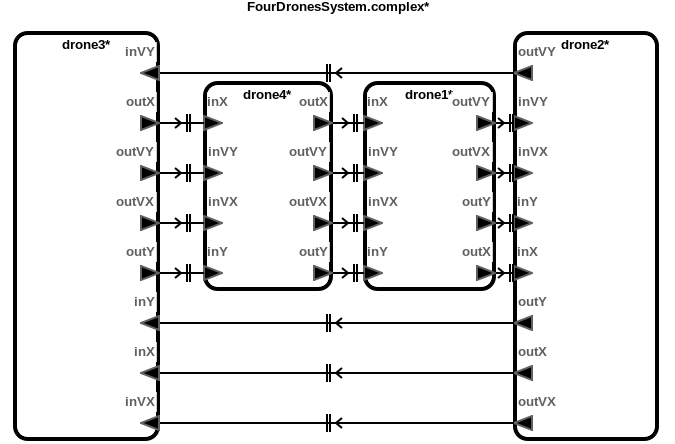 FourDronesSystem.complex*
drone3*
drone2*
inVY
outVY
drone4*
drone1*
outX
inX
outX
inX
outVY
inVY
outVY
inVY
outVY
inVY
outVX
inVX
outVX
inVX
outVX
inVX
outY
inY
outY
inY
outY
inY
outX
inX
inY
outY
inX
outX
inVX
outVX